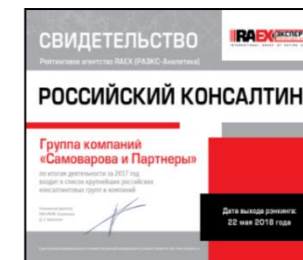 СВИДЕТЕЛЬСТВО
Рейтинговое агентство RAEX (РАЭКС-Аналитика)
RAEX ЭКСПЕР
РОССИЙСКИЙ КОНСАЛТИН
Группа компаний
«Самоварова и Партнеры»
по итогам деятельности за 2017 год
входит в список крупнейших российских
консалтинговых групп и компаний
Дата выхода рэнкинга:
22 мая 2018 года